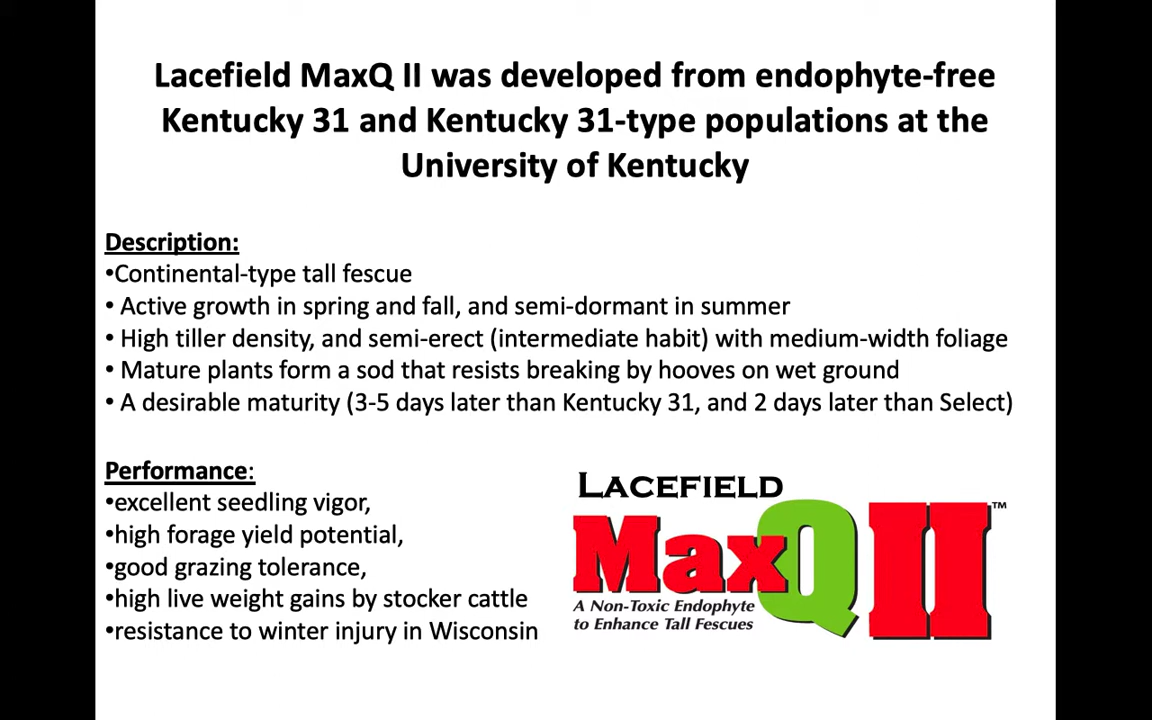 Lacefield MaxQ II was developed from endophyte-free
Kentucky 31 and Kentucky 31-type populations at the
University of Kentucky
Description:
•Continental-type tall fescue
• Active growth in spring and fall, and semi-dormant in summer
• High tiller density, and semi-erect (intermediate habit) with medium-width foliage
• Mature plants form a sod that resists breaking by hooves on wet ground
• A desirable maturity (3-5 days later than Kentucky 31, and 2 days later than Select)
Performance:
•excellent seedling vigor,
•high forage yield potential,
•good grazing tolerance,
•high live weight gains by stocker cattle
•resistance to winter injury in Wisconsin
LACEFIELD
MaxQ II™
A Non-Toxic Endophyte
to Enhance Tall Fescues